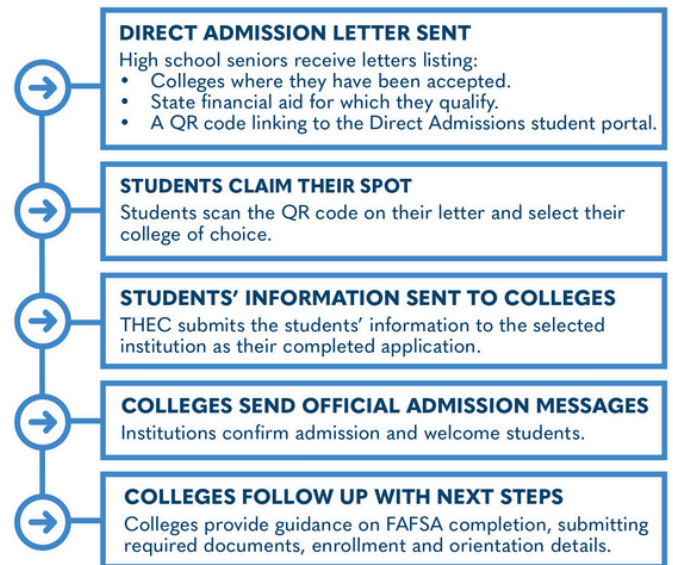 DIRECT ADMISSION LETTER SENT
High school seniors receive letters listing:
• Colleges where they have been accepted.
• State financial aid for which they qualify.
• A QR code linking to the Direct Admissions student portal.
STUDENTS CLAIM THEIR SPOT
Students scan the QR code on their letter and select their
college of choice.
STUDENTS' INFORMATION SENT TO COLLEGES
THEC submits the students' information to the selected
institution as their completed application.
COLLEGES SEND OFFICIAL ADMISSION MESSAGES
Institutions confirm admission and welcome students.
COLLEGES FOLLOW UP WITH NEXT STEPS
Colleges provide guidance on FAFSA completion, submitting
required documents, enrollment and orientation details.